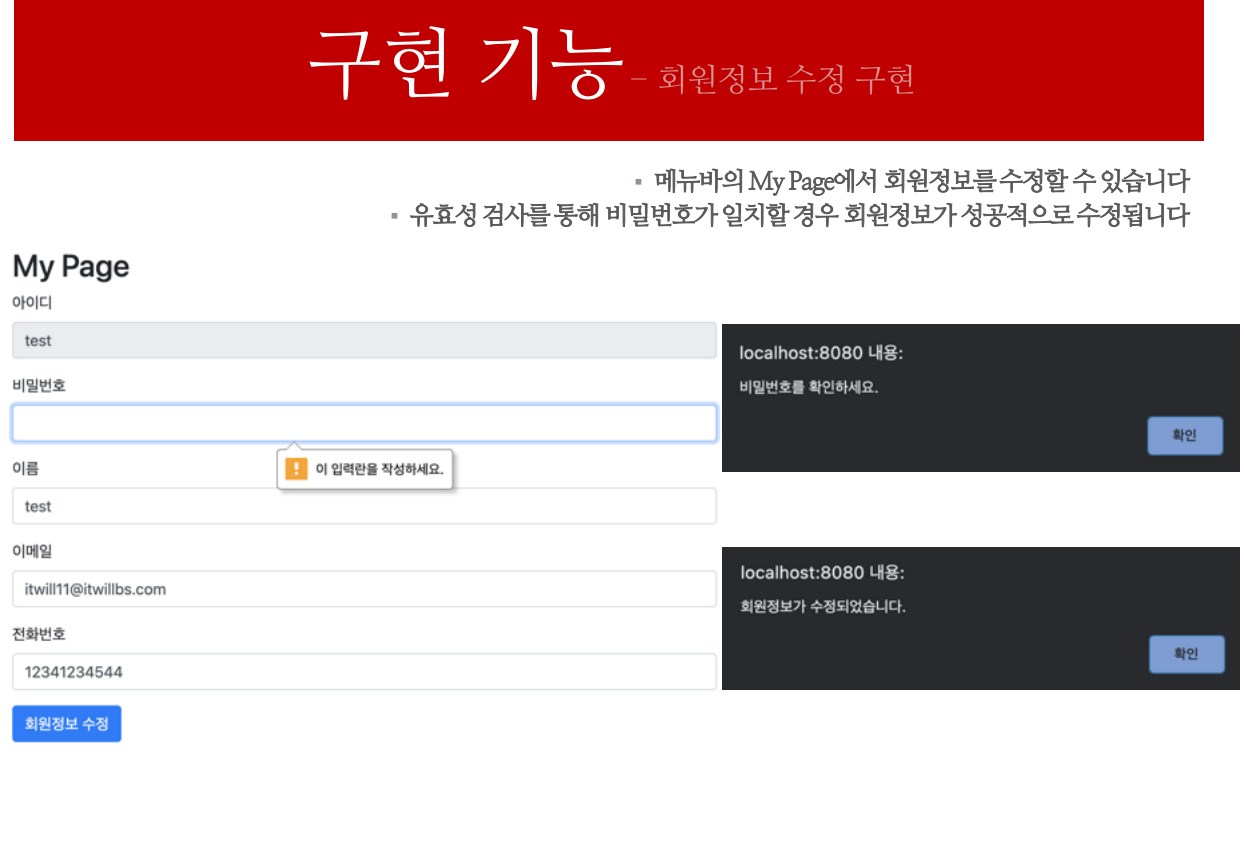 구현 기능 – 회원정보 수정 구현
▪ 메뉴바의 My Page에서 회원정보를 수정할 수 있습니다
▪ 유효성 검사를 통해 비밀번호가 일치할 경우 회원정보가 성공적으로 수정됩니다
My Page
아이디
test
비밀번호
! 이 입력란을 작성하세요.
이름
test
이메일
itwill11@itwillbs.com
전화번호
12341234544
회원정보 수정
localhost:8080 내용:
비밀번호를 확인하세요.
확인
localhost:8080 내용:
회원정보가 수정되었습니다.
확인